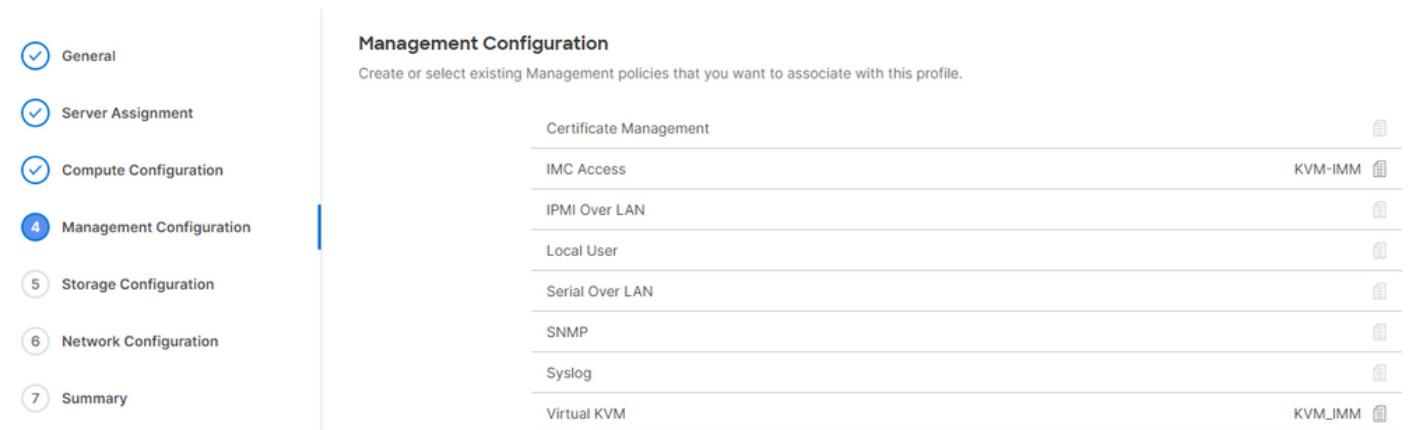 General
Server Assignment
Compute Configuration
4 Management Configuration
5 Storage Configuration
6 Network Configuration
7 Summary
Management Configuration
Create or select existing Management policies that you want to associate with this profile.
Certificate Management
IMC Access KVM-IMM
IPMI Over LAN
Local User
Serial Over LAN
SNMP
Syslog
Virtual KVM KVM_IMM